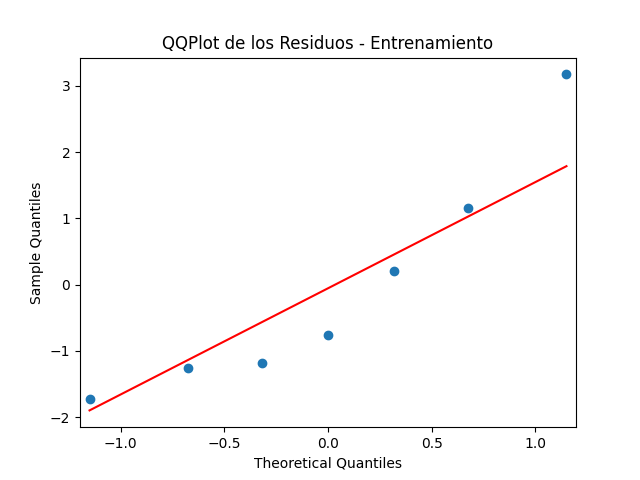 QQPlot de los Residuos - Entrenamiento
3
2
1
0
−1
−2
Sample Quantiles
−1.0 −0.5 0.0 0.5 1.0
Theoretical Quantiles